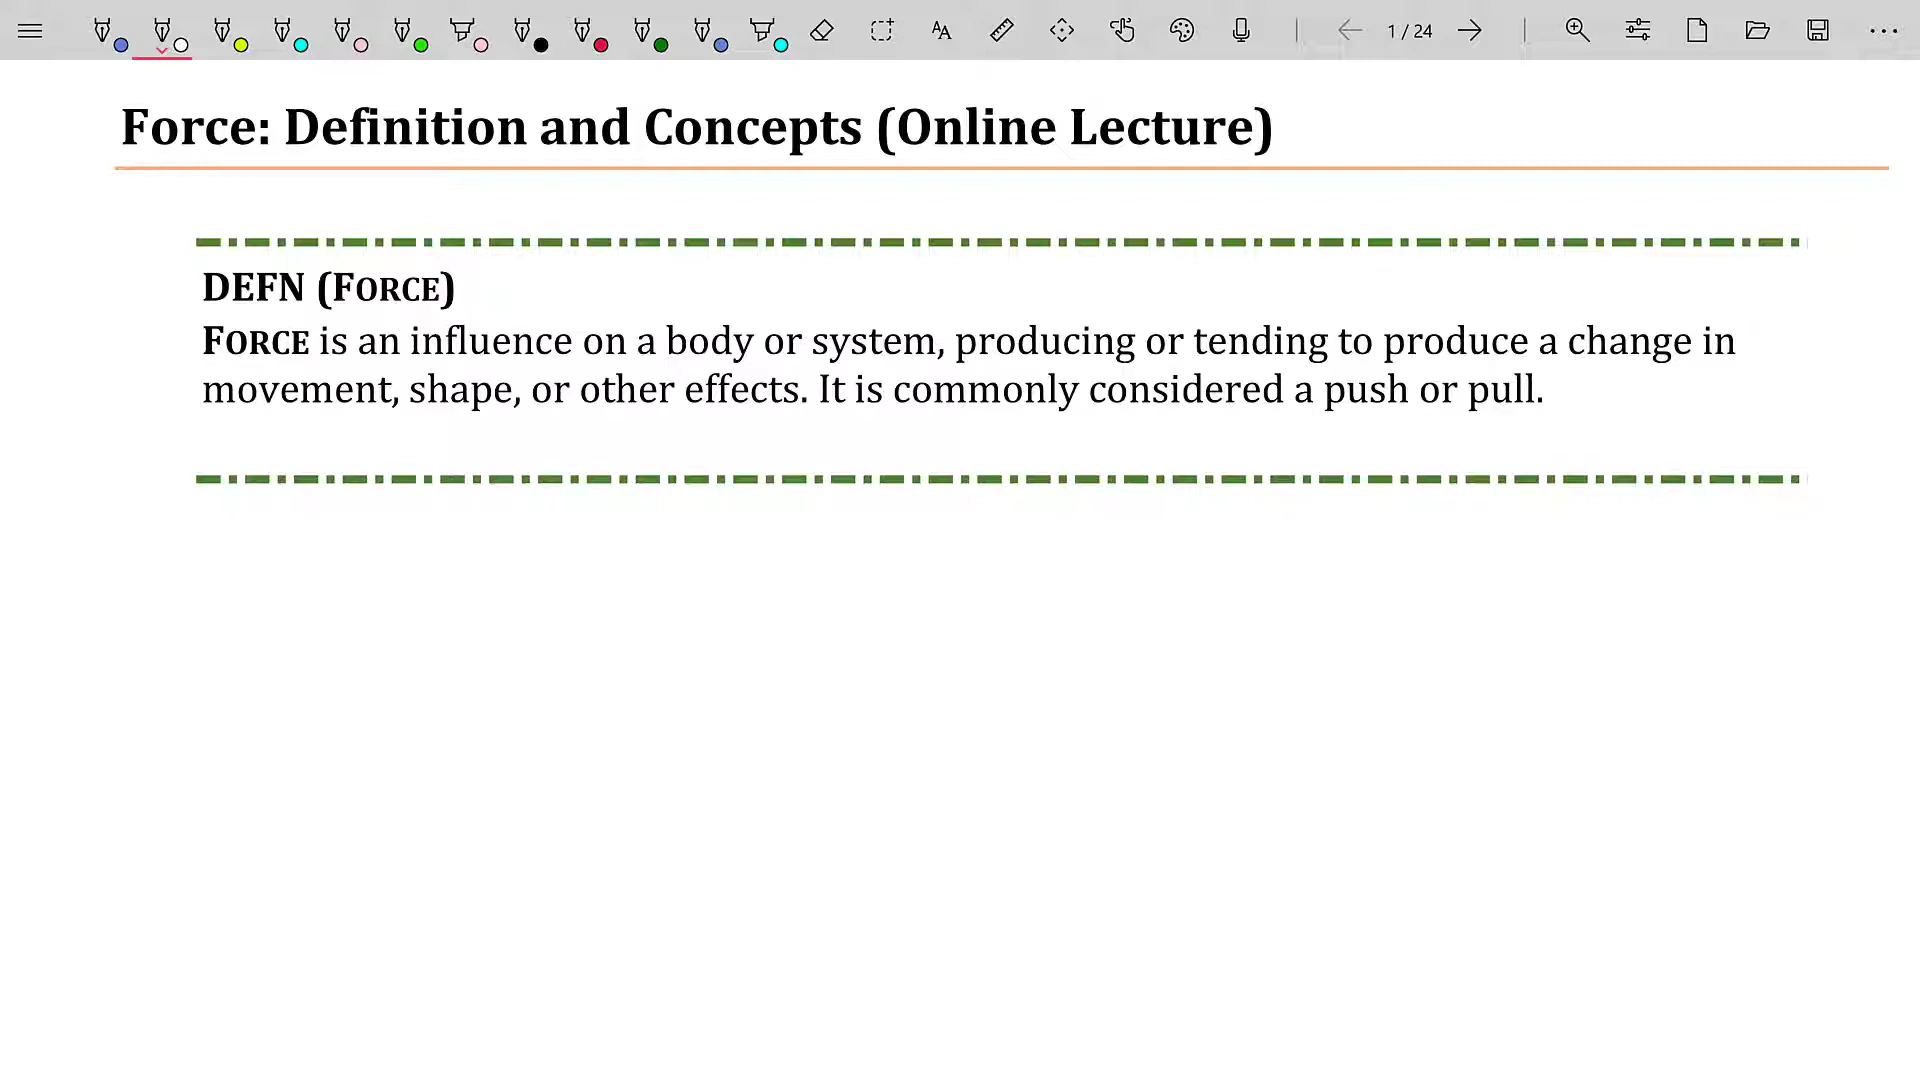 1 / 24
Force: Definition and Concepts (Online Lecture)
DEFN (FORCE)
FORCE is an influence on a body or system, producing or tending to produce a change in
movement, shape, or other effects. It is commonly considered a push or pull.